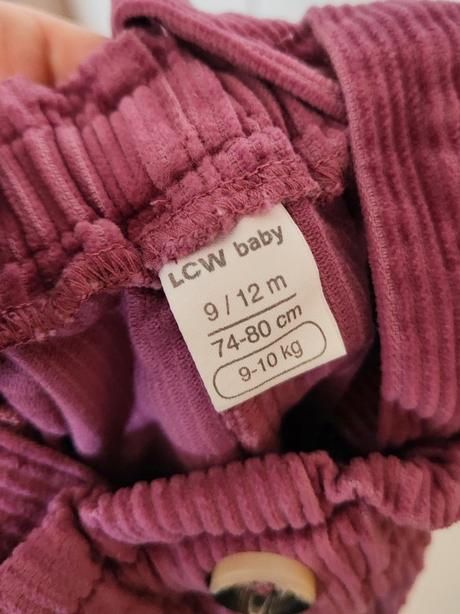 LCW baby
9 / 12 m
74-80 cm
9-10 kg